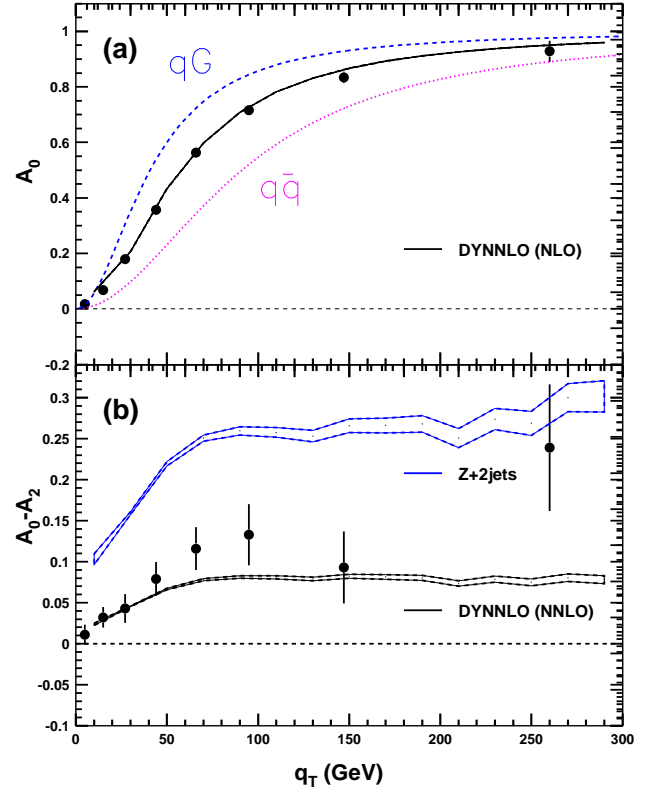 (a)
1
0.8
0.6
0.4
0.2
0
-0.2
A0
qG
qq̄
DYNNLO (NLO)
(b)
0.3
0.25
0.2
0.15
0.1
0.05
0
-0.05
-0.1
A0-A2
Z+2jets
DYNNLO (NNLO)
0 50 100 150 200 250 300
qT (GeV)